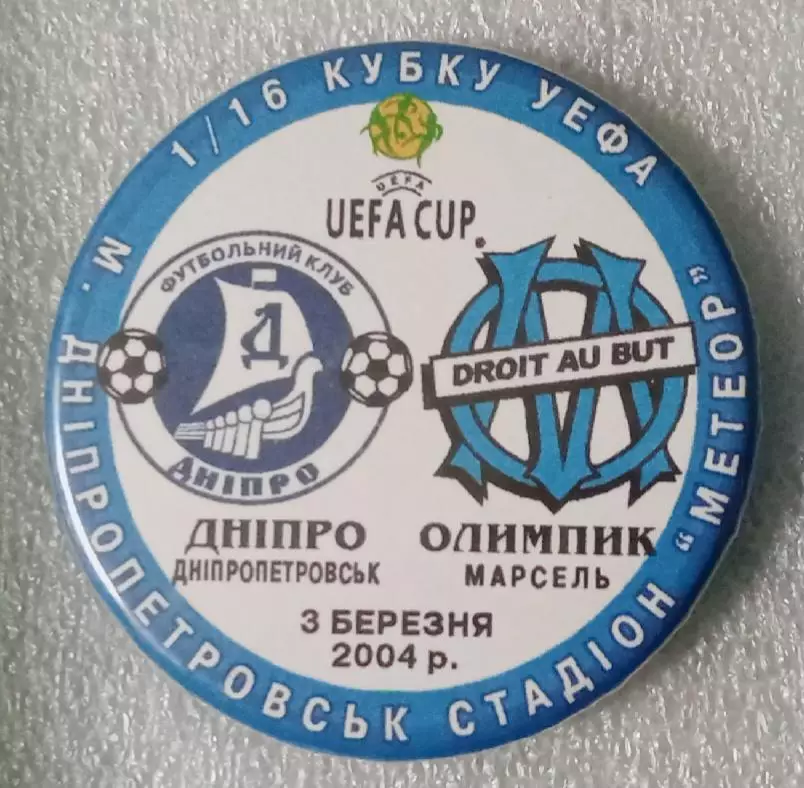 1/16 КУБКУ УЕФА
М. ДНІПРОПЕТРОВСЬК СТАДІОН "МЕТЕОР"
UEFA
UEFA CUP
ФУТБОЛЬНИЙ КЛУБ
Д
ДНІПРО
DROIT AU BUT
ДНІПРО
ДНІПРОПЕТРОВСЬК
ОЛИМПИК
МАРСЕЛЬ
3 БЕРЕЗНЯ
2004 р.